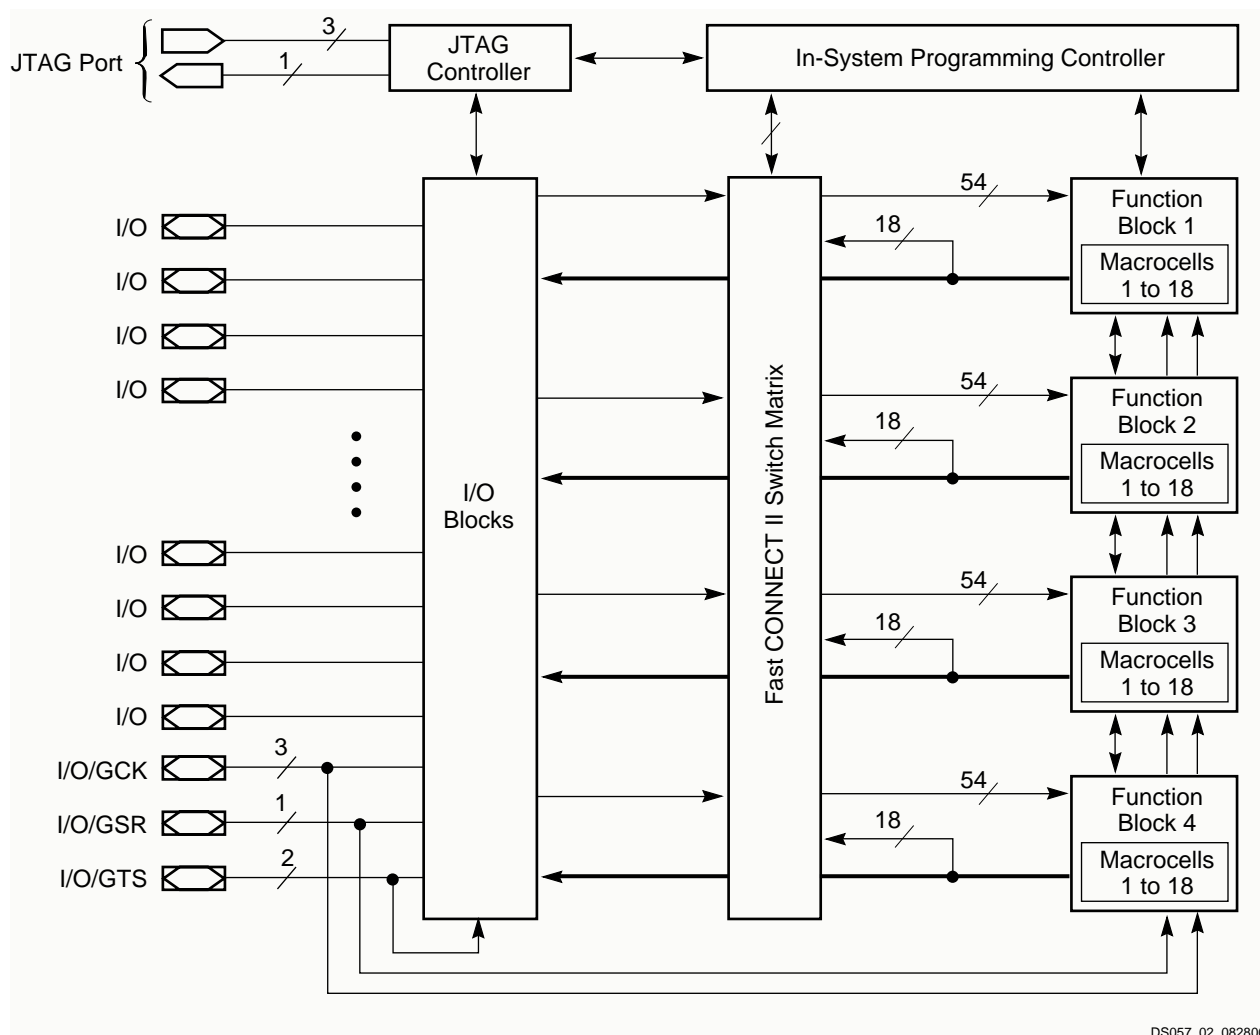 JTAG Port
3
1
JTAG
Controller
In-System Programming Controller
I/O
I/O
I/O
I/O
I/O
I/O
I/O
I/O
I/O/GCK
3
I/O/GSR
1
I/O/GTS
2
I/O
Blocks
Fast CONNECT II Switch Matrix
54
18
Function
Block 1
Macrocells
1 to 18
54
18
Function
Block 2
Macrocells
1 to 18
54
18
Function
Block 3
Macrocells
1 to 18
54
18
Function
Block 4
Macrocells
1 to 18